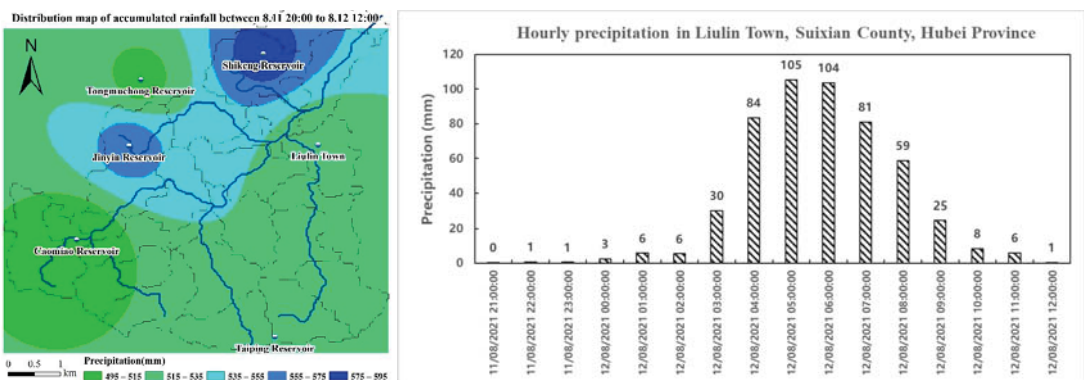 Distribution map of accumulated rainfall between 8.11 20:00 to 8.12 12:00
N
Shikeng Reservoir
Tongmuchong Reservoir
Jinyin Reservoir
Liulin Town
Caomiao Reservoir
Taiping Reservoir
0 0.5 1
km
Precipitation(mm)
495 – 515 515 – 535 535 – 555 555 – 575 575 – 595
Hourly precipitation in Liulin Town, Suixian County, Hubei Province
Precipitation (mm)
120
100
80
60
40
20
0
0 1 1 3 6 6 30 84 105 104 81 59 25 8 6 1
11/08/2021 21:00:00
11/08/2021 22:00:00
11/08/2021 23:00:00
12/08/2021 00:00:00
12/08/2021 01:00:00
12/08/2021 02:00:00
12/08/2021 03:00:00
12/08/2021 04:00:00
12/08/2021 05:00:00
12/08/2021 06:00:00
12/08/2021 07:00:00
12/08/2021 08:00:00
12/08/2021 09:00:00
12/08/2021 10:00:00
12/08/2021 11:00:00
12/08/2021 12:00:00